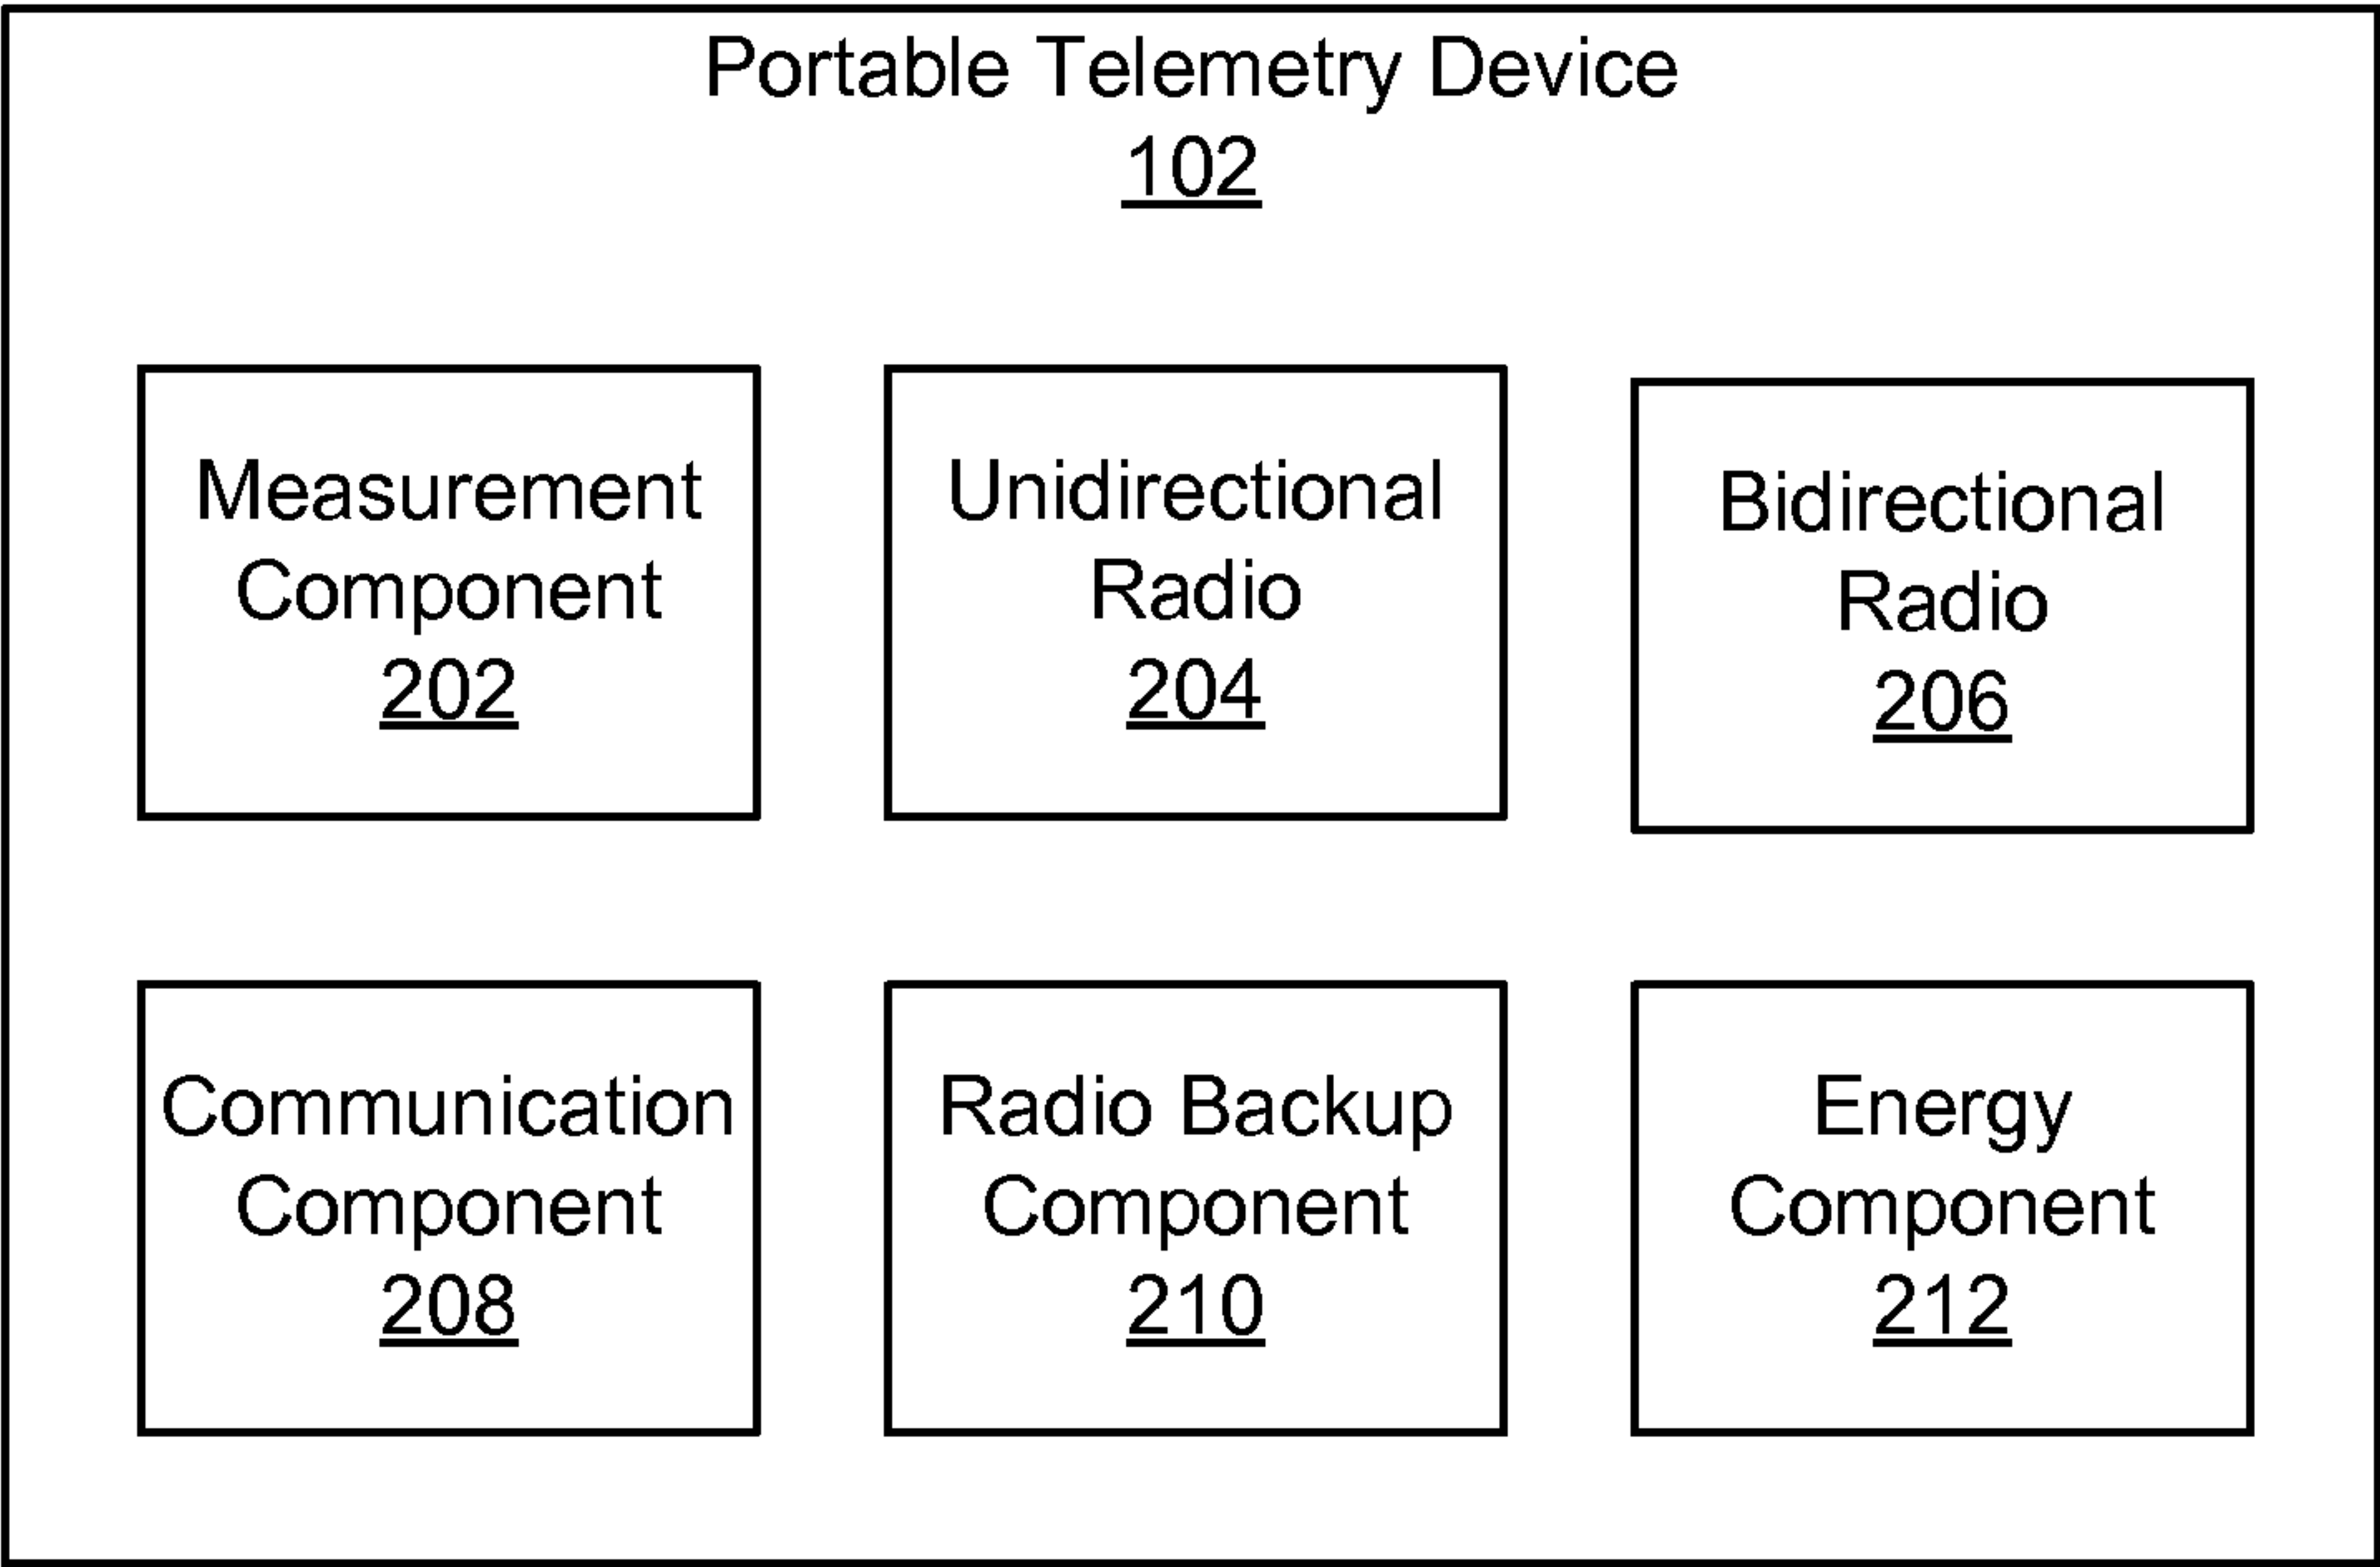 Portable Telemetry Device
102
Measurement
Component
202
Unidirectional
Radio
204
Bidirectional
Radio
206
Communication
Component
208
Radio Backup
Component
210
Energy
Component
212